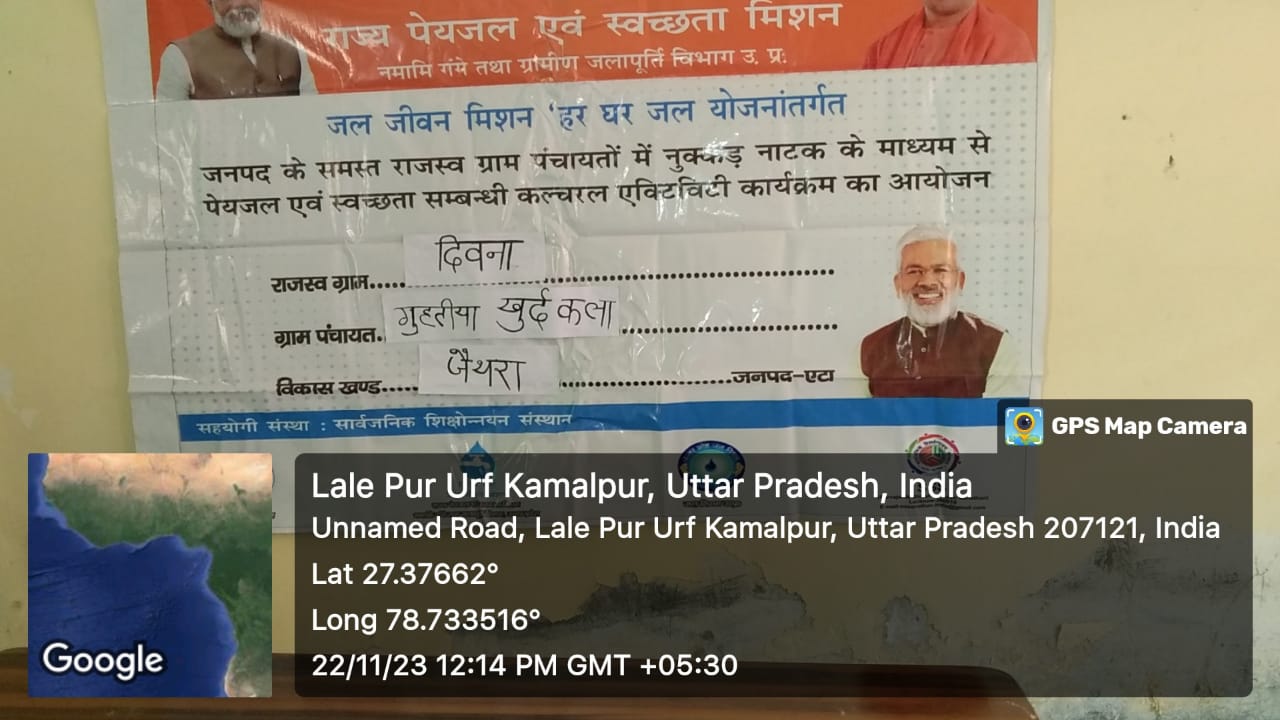 राज्य पेयजल एवं स्वच्छता मिशन
नमामि गंगे तथा ग्रामीण जलापूर्ति विभाग उ. प्र.
जल जीवन मिशन 'हर घर जल योजनांतर्गत
जनपद के समस्त राजस्व ग्राम पंचायतों में नुक्कड़ नाटक के माध्यम से
पेयजल एवं स्वच्छता सम्बन्धी कल्चरल एक्टिविटी कार्यक्रम का आयोजन
राजस्व ग्राम..... दिवना
ग्राम पंचायत. गुहतीया खुर्द कला
विकास खण्ड..... जैथरा ...जनपद-एटा
सहयोगी संस्था : सार्वजनिक शिक्षोन्नयन संस्थान
GPS Map Camera
Lale Pur Urf Kamalpur, Uttar Pradesh, India
Unnamed Road, Lale Pur Urf Kamalpur, Uttar Pradesh 207121, India
Lat 27.37662°
Long 78.733516°
22/11/23 12:14 PM GMT +05:30
Google